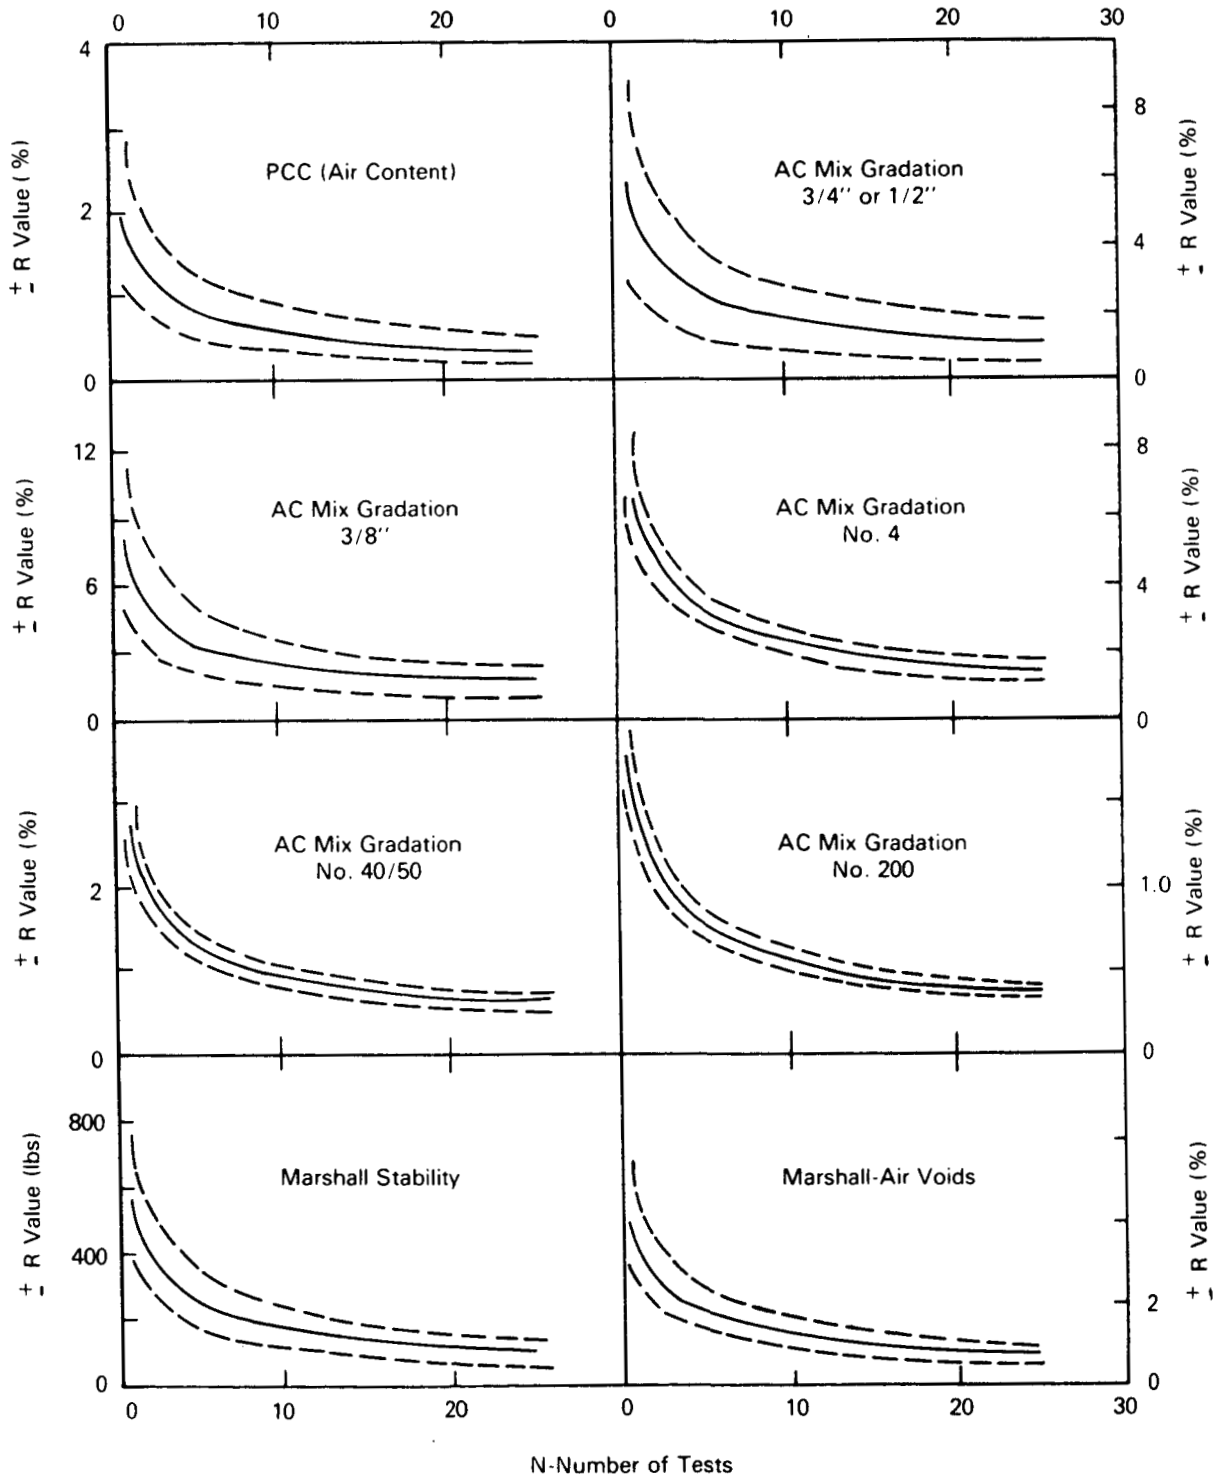 0 10 20 0 10 20 30
4
2
0
± R Value (%)
PCC (Air Content)
AC Mix Gradation
3/4'' or 1/2''
8
4
0
± R Value (%)
12
6
0
± R Value (%)
AC Mix Gradation
3/8''
AC Mix Gradation
No. 4
8
4
0
± R Value (%)
2
0
± R Value (%)
AC Mix Gradation
No. 40/50
AC Mix Gradation
No. 200
1.0
0
± R Value (%)
800
400
0
± R Value (lbs)
Marshall Stability
Marshall-Air Voids
2
0
± R Value (%)
0 10 20 0 10 20 30
N-Number of Tests